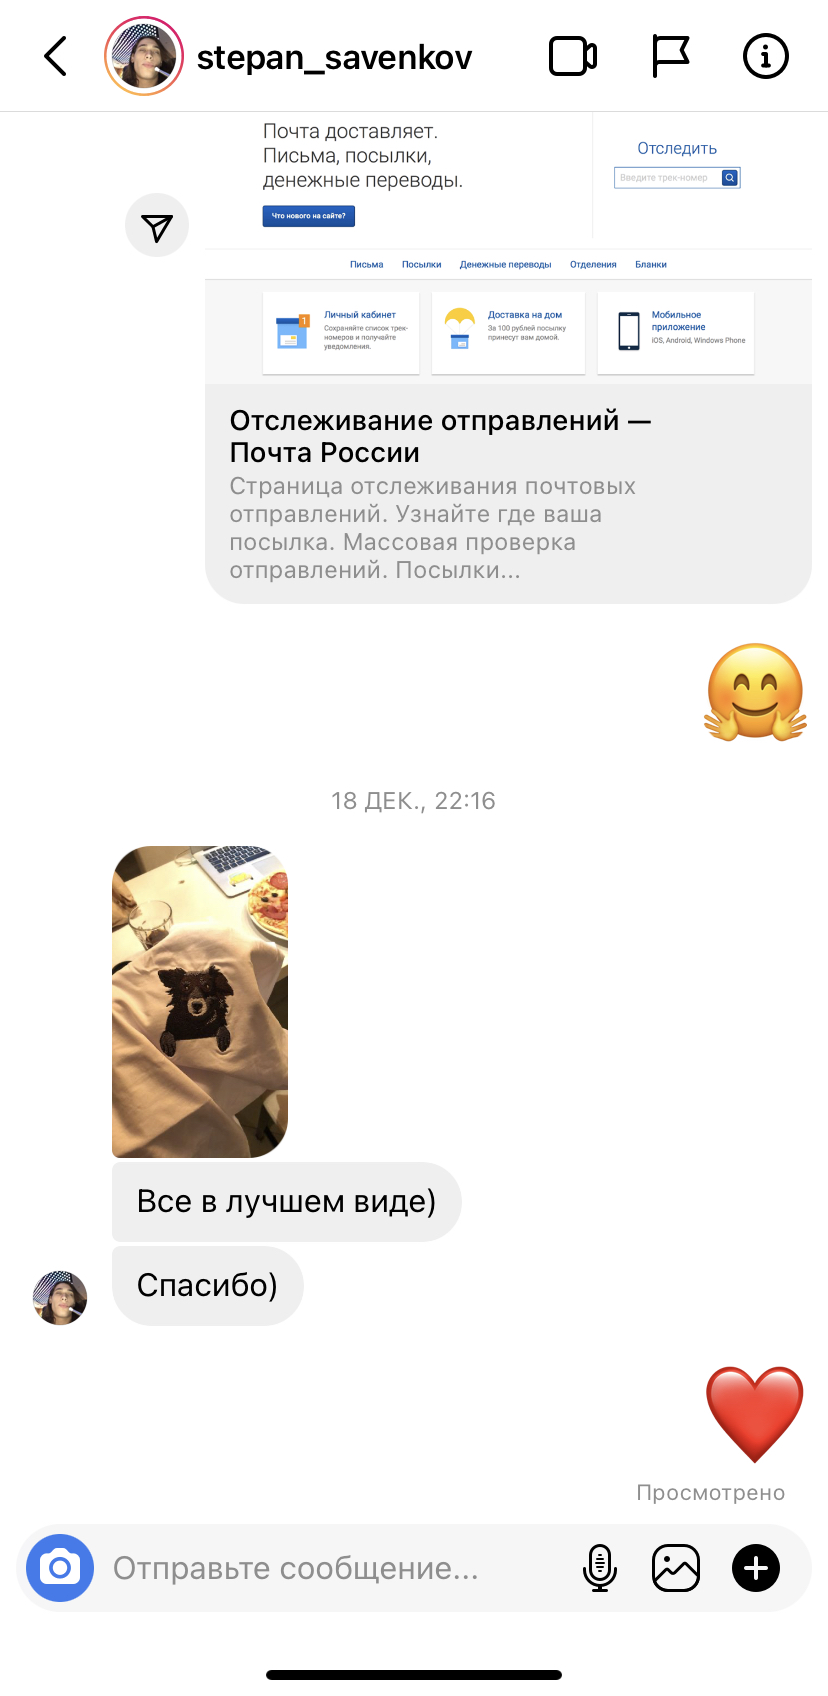 stepan_savenkov
Почта доставляет.
Письма, посылки,
денежные переводы.
Что нового на сайте?
Отследить
Введите трек-номер
Письма Посылки Денежные переводы Отделения Бланки
1
Личный кабинет
Сохраняйте список трек-
номеров и получайте
уведомления.
Доставка на дом
За 100 рублей посылку
принесут вам домой.
Мобильное
приложение
iOS, Android, Windows Phone
Отслеживание отправлений —
Почта России
Страница отслеживания почтовых
отправлений. Узнайте где ваша
посылка. Массовая проверка
отправлений. Посылки...
18 ДЕК., 22:16
Все в лучшем виде)
Спасибо)
Просмотрено
Отправьте сообщение...